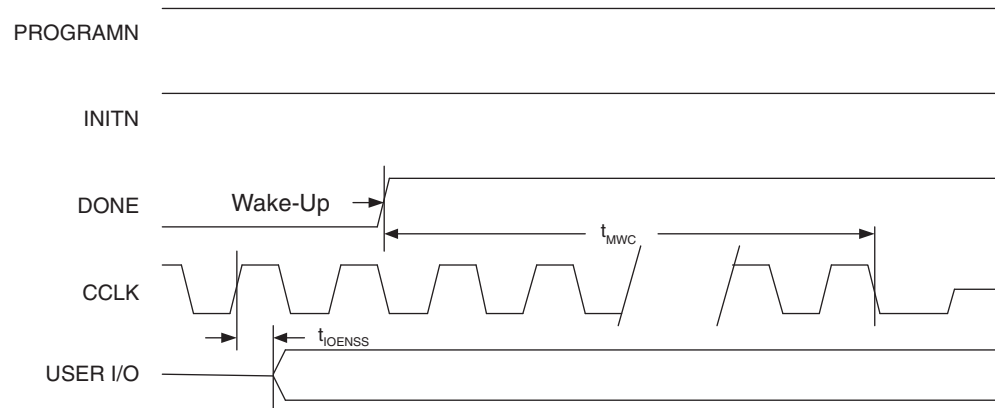 PROGRAMN
INITN
DONE
Wake-Up
tMWC
CCLK
tIOENSS
USER I/O